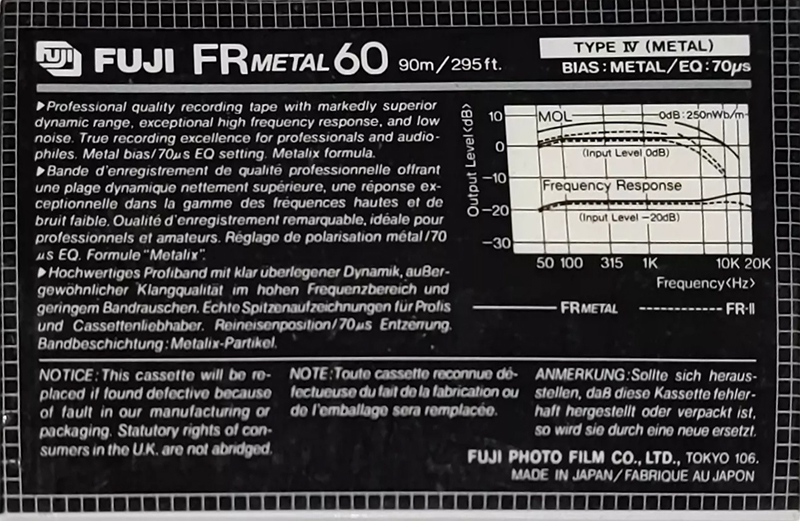 FUJI FUJI FR METAL 60 90m/295ft.
TYPE IV (METAL)
BIAS: METAL/EQ: 70μs
▶Professional quality recording tape with markedly superior
dynamic range, exceptional high frequency response, and low
noise. True recording excellence for professionals and audio-
philes. Metal bias/70μs EQ setting. Metalix formula.
▶Bande d'enregistrement de qualité professionnelle offrant
une plage dynamique nettement supérieure, une réponse ex-
ceptionnelle dans la gamme des fréquences hautes et de
bruit faible. Qualité d'enregistrement remarquable, idéale pour
professionnels et amateurs. Réglage de polarisation métal/70
μs EQ. Formule "Metalix".
▶Hochwertiges Profiband mit klar überlegener Dynamik, außer-
gewöhnlicher Klangqualität im hohen Frequenzbereich und
geringem Bandrauschen. Echte Spitzenaufzeichnungen für Profis
und Cassettenliebhaber. Reineisenposition/70μs Entzerrung.
Bandbeschichtung: Metalix-Partikel.
Output Level<dB>
10
0
-10
-20
-30
MOL
0dB: 250nWb/m
(Input Level 0dB)
Frequency Response
(Input Level -20dB)
50 100 315 1K 10K 20K
Frequency<Hz>
FR METAL FR-II
NOTICE: This cassette will be re-
placed if found defective because
of fault in our manufacturing or
packaging. Statutory rights of con-
sumers in the U.K. are not abridged.
NOTE: Toute cassette reconnue dé-
fectueuse du fait de la fabrication ou
de l'emballage sera remplacée.
ANMERKUNG: Sollte sich heraus-
stellen, daß diese Kassette fehler-
haft hergestellt oder verpackt ist,
so wird sie durch eine neue ersetzt.
FUJI PHOTO FILM CO., LTD., TOKYO 106.
MADE IN JAPAN/FABRIQUE AU JAPON